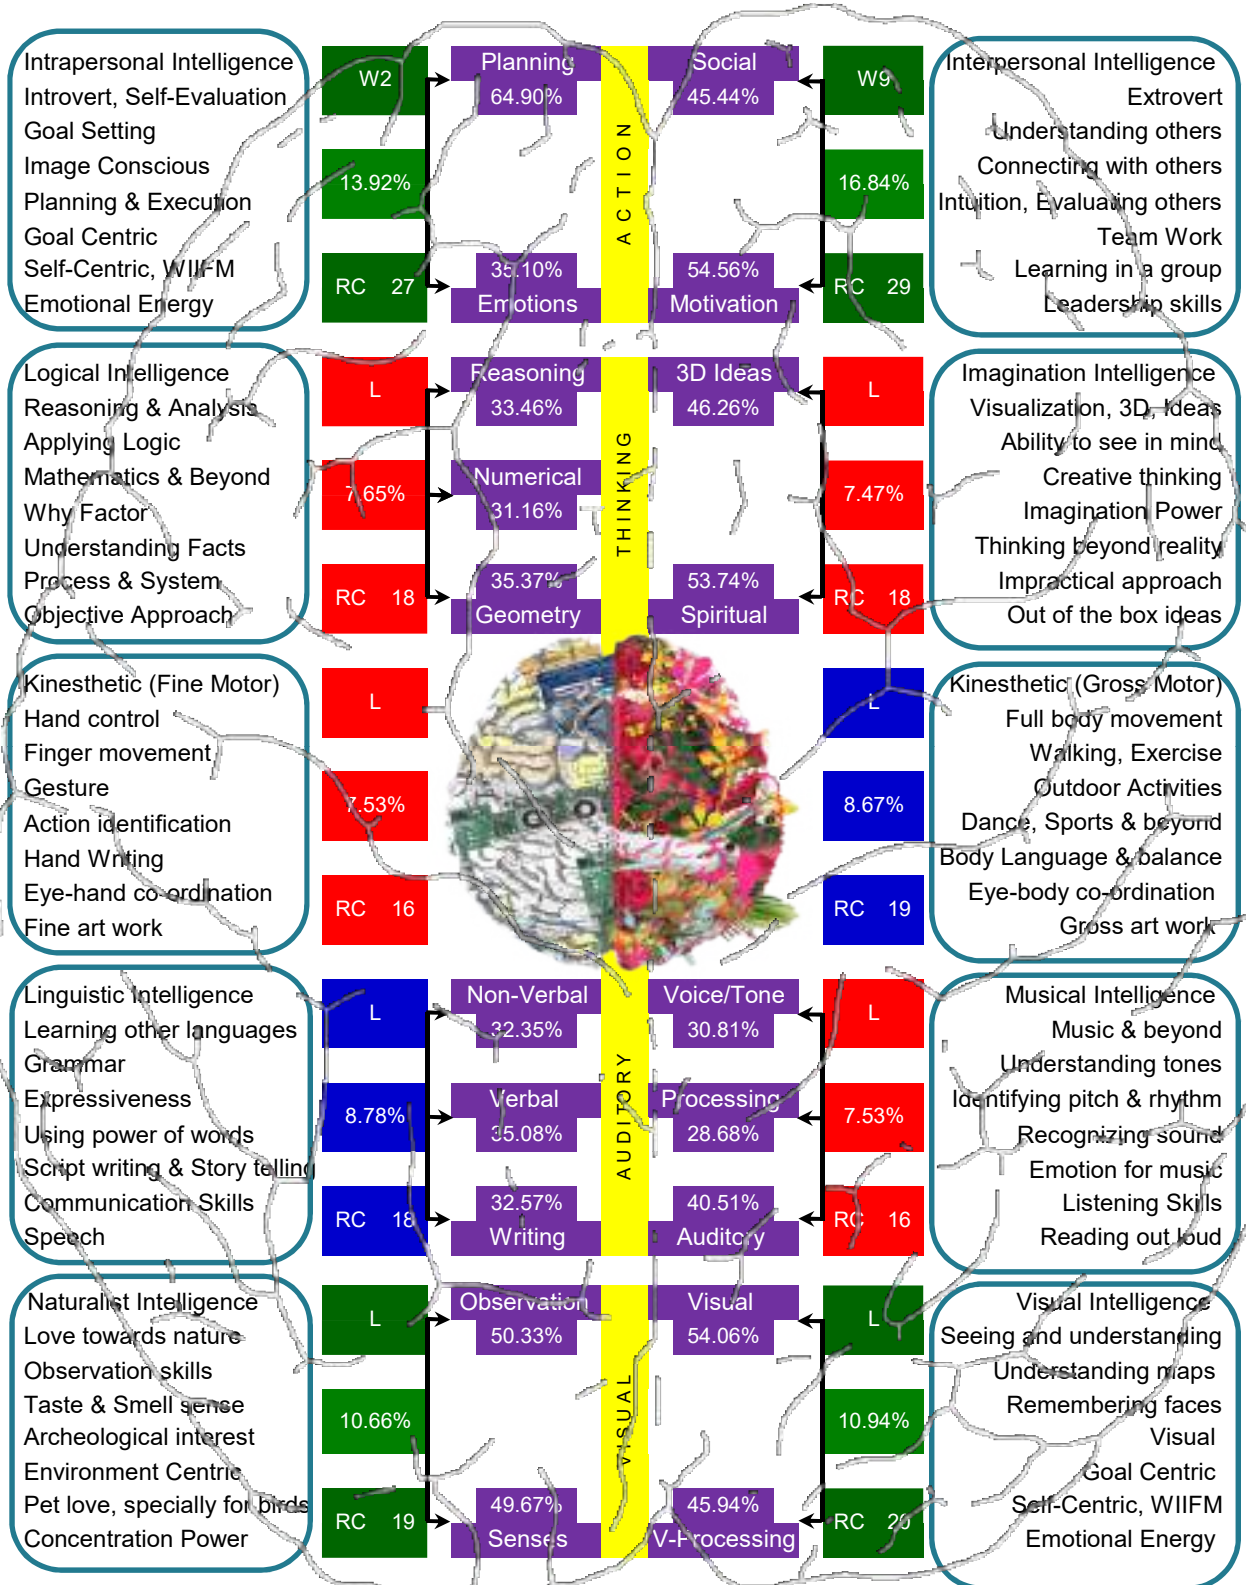 Intrapersonal Intelligence
Introvert, Self-Evaluation
Goal Setting
Image Conscious
Planning & Execution
Goal Centric
Self-Centric, WIIFM
Emotional Energy
W2
13.92%
RC 27
Planning
64.90%
35.10%
Emotions
ACTION
Social
45.44%
54.56%
Motivation
W9
16.84%
RC 29
Interpersonal Intelligence
Extrovert
Understanding others
Connecting with others
Intuition, Evaluating others
Team Work
Learning in a group
Leadership skills
Logical Intelligence
Reasoning & Analysis
Applying Logic
Mathematics & Beyond
Why Factor
Understanding Facts
Process & System
Objective Approach
L
7.65%
RC 18
Reasoning
33.46%
Numerical
31.16%
35.37%
Geometry
THINKING
3D Ideas
46.26%
53.74%
Spiritual
L
7.47%
RC 18
Imagination Intelligence
Visualization, 3D, Ideas
Ability to see in mind
Creative thinking
Imagination Power
Thinking beyond reality
Impractical approach
Out of the box ideas
Kinesthetic (Fine Motor)
Hand control
Finger movement
Gesture
Action identification
Hand Writing
Eye-hand co-ordination
Fine art work
L
7.53%
RC 16
L
8.67%
RC 19
Kinesthetic (Gross Motor)
Full body movement
Walking, Exercise
Outdoor Activities
Dance, Sports & beyond
Body Language & balance
Eye-body co-ordination
Gross art work
Linguistic Intelligence
Learning other languages
Grammar
Expressiveness
Using power of words
Script writing & Story telling
Communication Skills
Speech
L
8.78%
RC 18
Non-Verbal
32.35%
Verbal
35.08%
32.57%
Writing
AUDITORY
Voice/Tone
30.81%
Processing
28.68%
40.51%
Auditory
L
7.53%
RC 16
Musical Intelligence
Music & beyond
Understanding tones
Identifying pitch & rhythm
Recognizing sound
Emotion for music
Listening Skills
Reading out loud
Naturalist Intelligence
Love towards nature
Observation skills
Taste & Smell sense
Archeological interest
Environment Centric
Pet love, specially for birds
Concentration Power
L
10.66%
RC 19
Observation
50.33%
49.67%
Senses
VISUAL
Visual
54.06%
45.94%
V-Processing
L
10.94%
RC 20
Visual Intelligence
Seeing and understanding
Understanding maps
Remembering faces
Visual
Goal Centric
Self-Centric, WIIFM
Emotional Energy